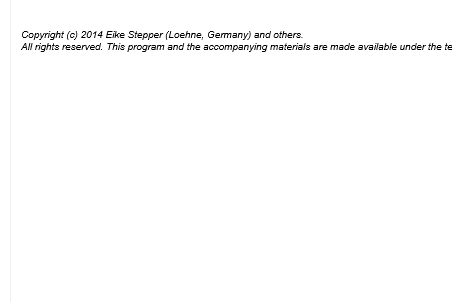 Copyright (c) 2014 Eike Stepper (Loehne, Germany) and others.
All rights reserved. This program and the accompanying materials are made available under the te